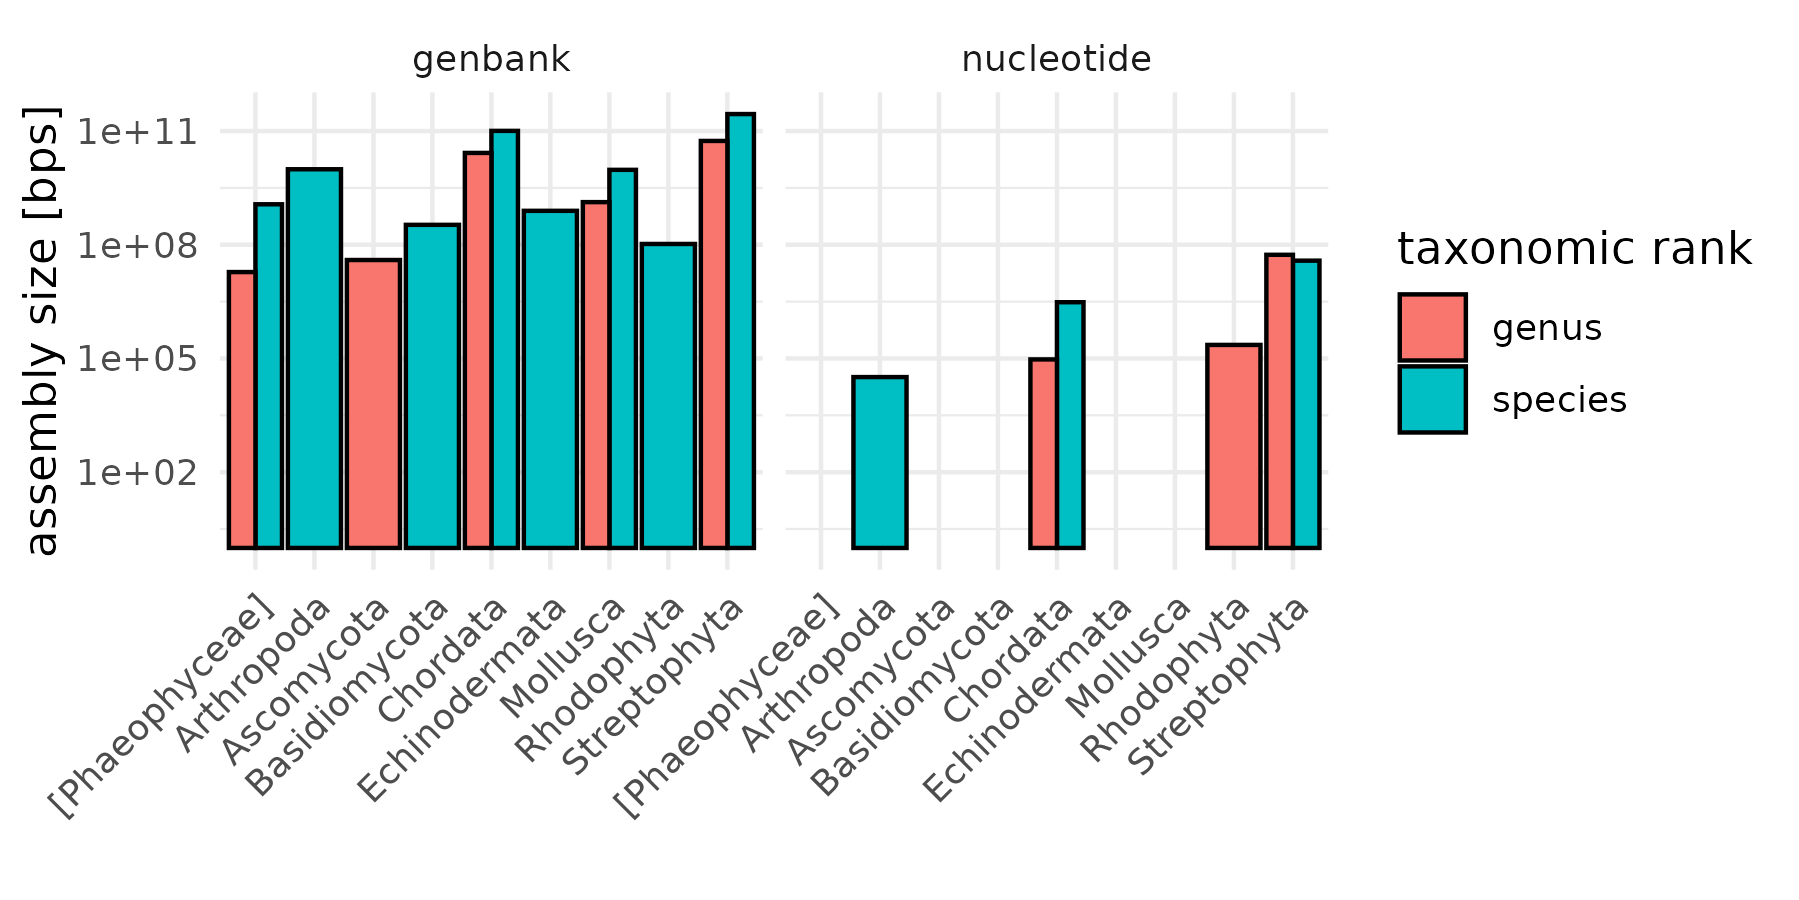 genbank
nucleotide
assembly size [bps]
1e+11
1e+08
1e+05
1e+02
[Phaeophyceae]
Arthropoda
Ascomycota
Basidiomycota
Chordata
Echinodermata
Mollusca
Rhodophyta
Streptophyta
[Phaeophyceae]
Arthropoda
Ascomycota
Basidiomycota
Chordata
Echinodermata
Mollusca
Rhodophyta
Streptophyta
taxonomic rank
genus
species